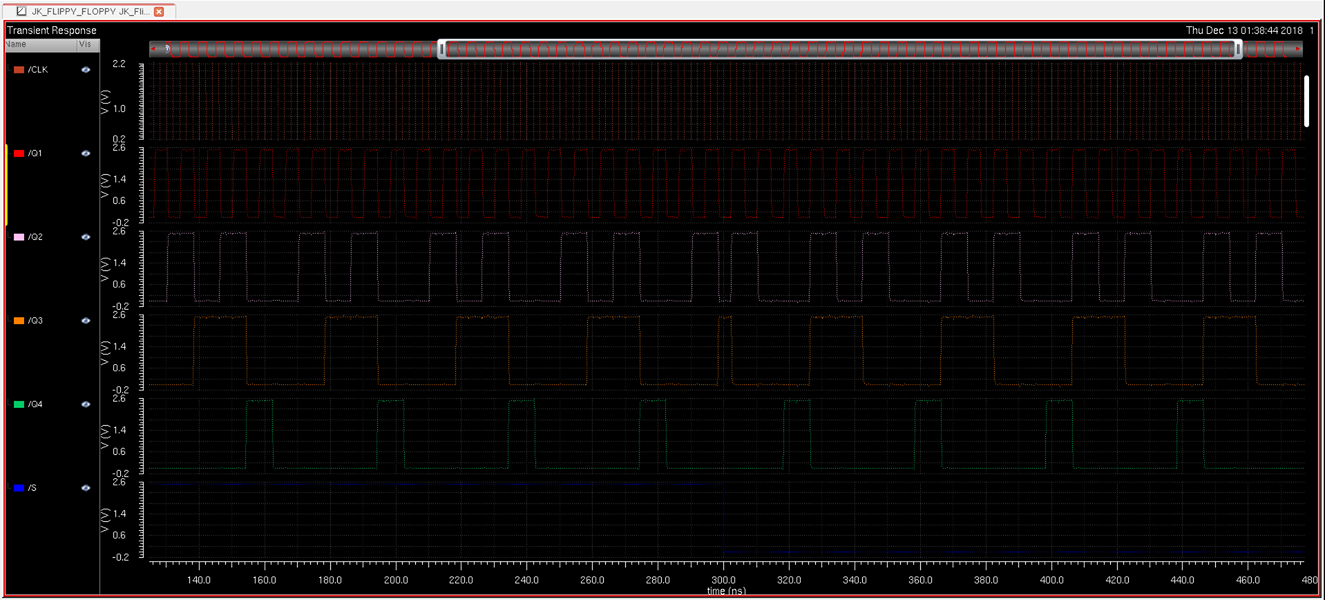 JK_FLIPPY_FLOPPY JK_Fli...
Transient Response
Thu Dec 13 01:38:44 2018 1
Name Vis
/CLK
2.2
1.0
0.2
V (V)
/Q1
2.6
1.4
0.6
-0.2
V (V)
/Q2
2.6
1.4
0.6
-0.2
V (V)
/Q3
2.6
1.4
0.6
-0.2
V (V)
/Q4
2.6
1.4
0.6
-0.2
V (V)
/S
2.6
1.4
0.6
-0.2
V (V)
140.0 160.0 180.0 200.0 220.0 240.0 260.0 280.0 300.0 320.0 340.0 360.0 380.0 400.0 420.0 440.0 460.0 480
time (ns)